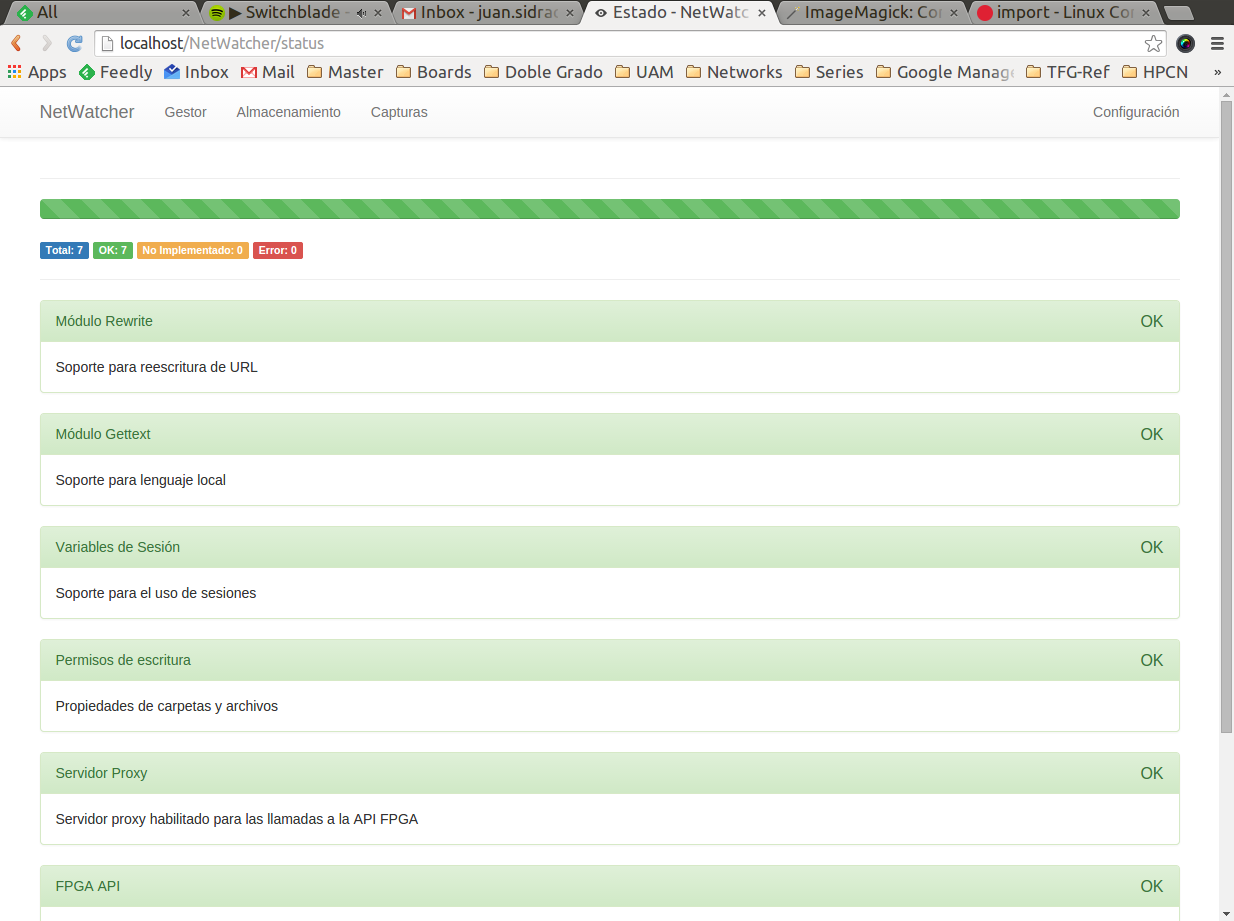 All
▶ Switchblade -
Inbox - juan.sidrac
Estado - NetWatc
ImageMagick: Co
import - Linux Co
localhost/NetWatcher/status
Apps Feedly Inbox Mail Master Boards Doble Grado UAM Networks Series Google Manag TFG-Ref HPCN »
NetWatcher Gestor Almacenamiento Capturas Configuración
Total: 7 OK: 7 No Implementado: 0 Error: 0
Módulo Rewrite OK
Soporte para reescritura de URL
Módulo Gettext OK
Soporte para lenguaje local
Variables de Sesión OK
Soporte para el uso de sesiones
Permisos de escritura OK
Propiedades de carpetas y archivos
Servidor Proxy OK
Servidor proxy habilitado para las llamadas a la API FPGA
FPGA API OK